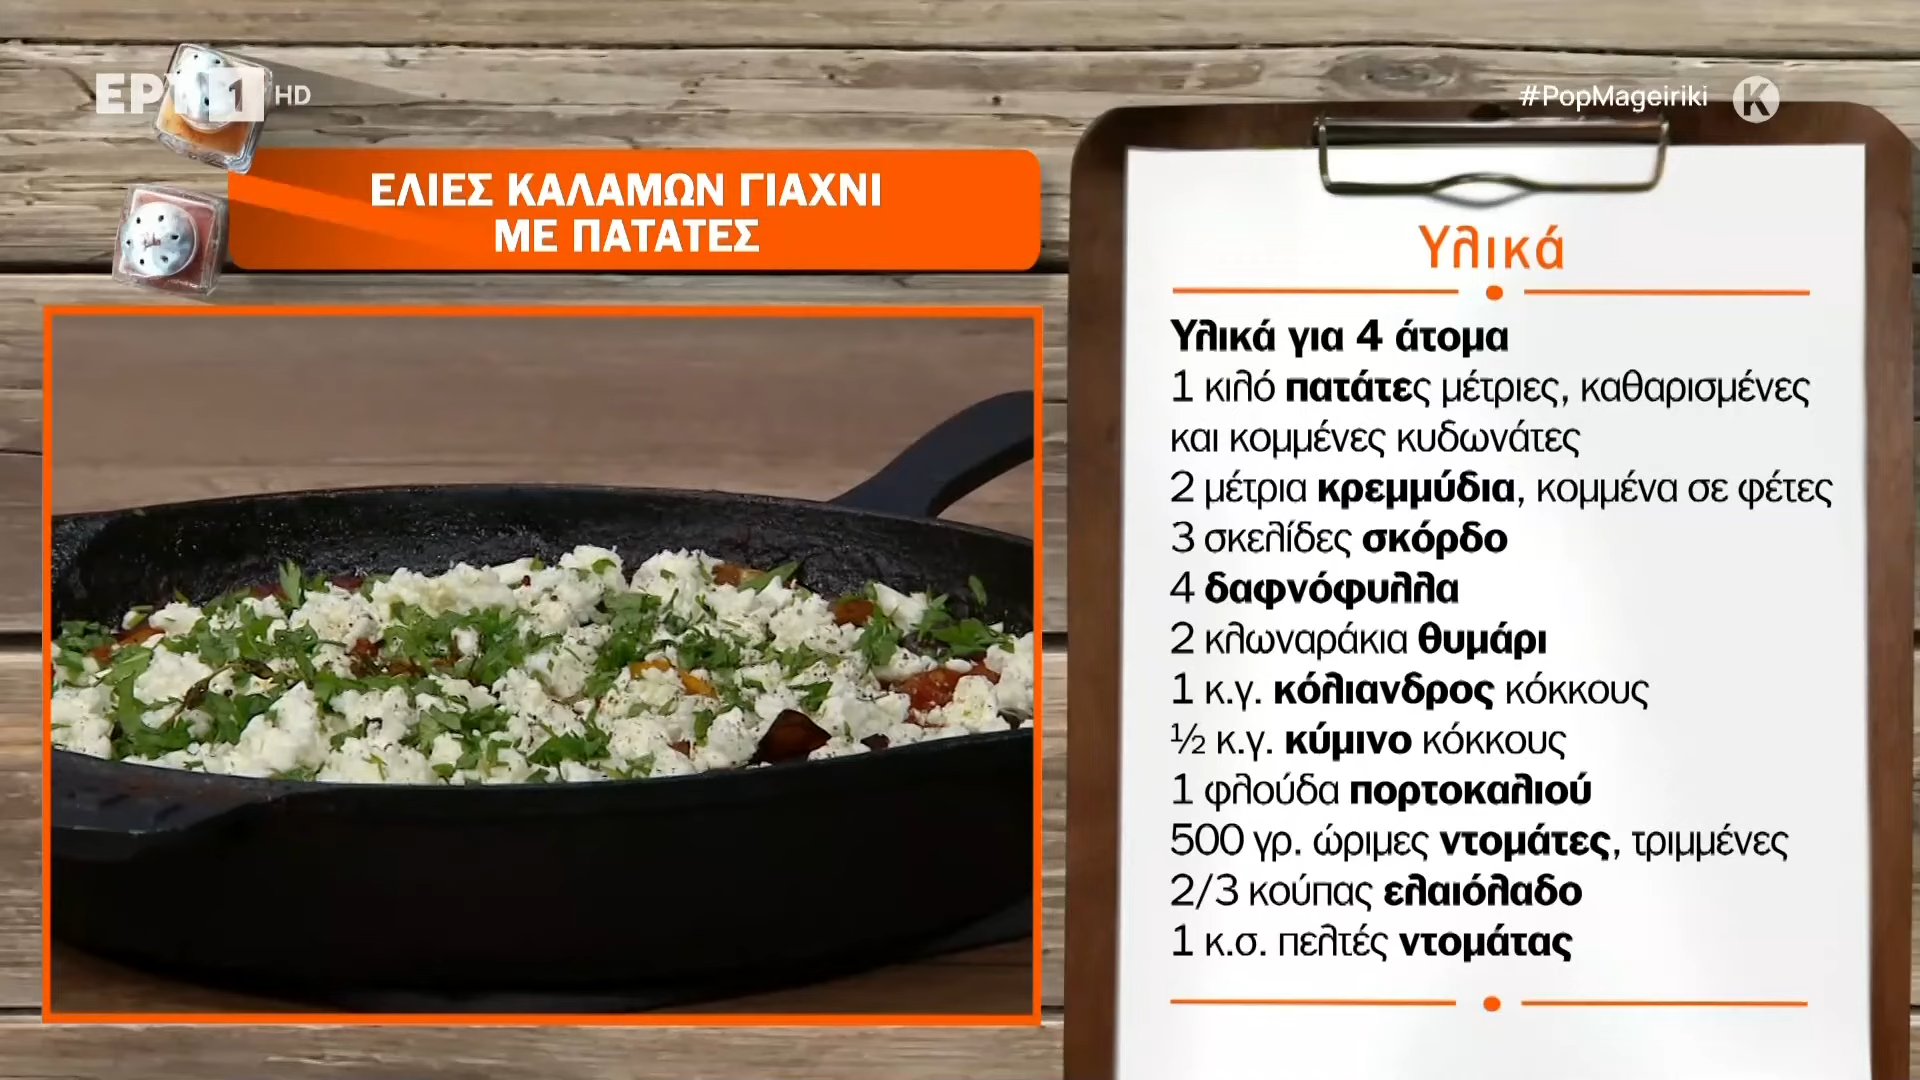 ΕΡΤ1 HD
#PopMageiriki K
ΕΛΙΕΣ ΚΑΛΑΜΩΝ ΓΙΑΧΝΙ
ΜΕ ΠΑΤΑΤΕΣ
Υλικά
Υλικά για 4 άτομα
1 κιλό πατάτες μέτριες, καθαρισμένες
και κομμένες κυδωνάτες
2 μέτρια κρεμμύδια, κομμένα σε φέτες
3 σκελίδες σκόρδο
4 δαφνόφυλλα
2 κλωναράκια θυμάρι
1 κ.γ. κόλιανδρος κόκκους
½ κ.γ. κύμινο κόκκους
1 φλούδα πορτοκαλιού
500 γρ. ώριμες ντομάτες, τριμμένες
2/3 κούπας ελαιόλαδο
1 κ.σ. πελτές ντομάτας